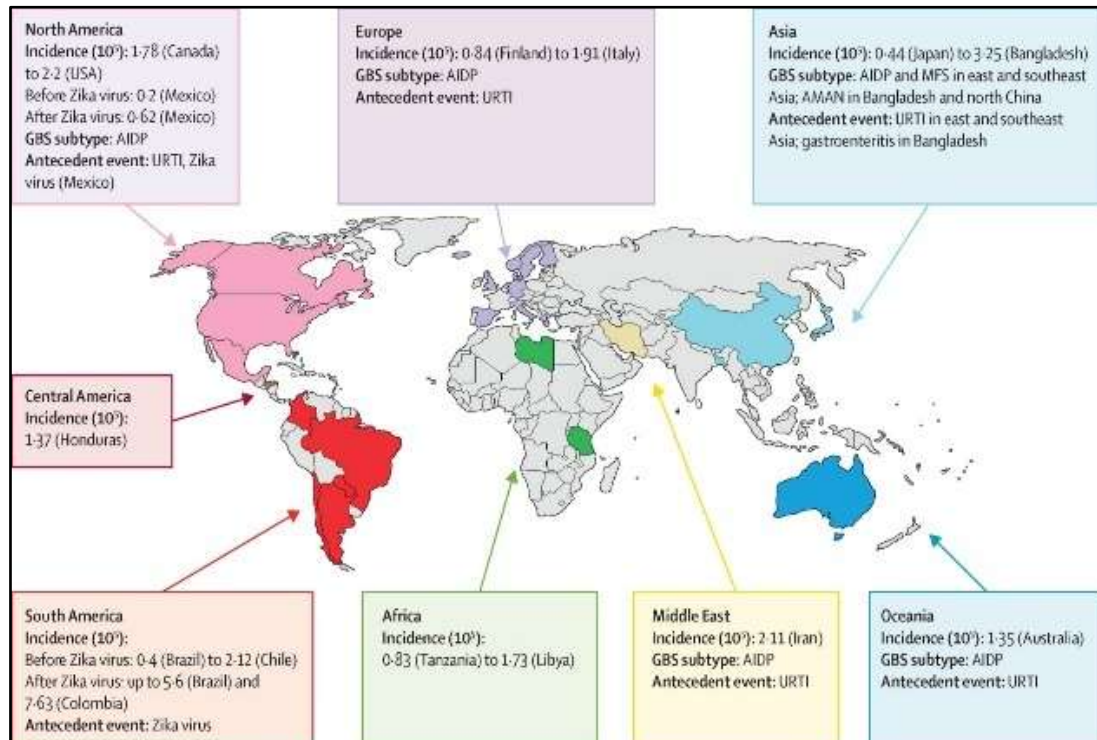 North America
Incidence (10⁵): 1·78 (Canada)
to 2·2 (USA)
Before Zika virus: 0·2 (Mexico)
After Zika virus: 0·62 (Mexico)
GBS subtype: AIDP
Antecedent event: URTI, Zika
virus (Mexico)
Europe
Incidence (10⁵): 0·84 (Finland) to 1·91 (Italy)
GBS subtype: AIDP
Antecedent event: URTI
Asia
Incidence (10⁵): 0·44 (Japan) to 3·25 (Bangladesh)
GBS subtype: AIDP and MFS in east and southeast
Asia; AMAN in Bangladesh and north China
Antecedent event: URTI in east and southeast
Asia; gastroenteritis in Bangladesh
Central America
Incidence (10⁵):
1·37 (Honduras)
South America
Incidence (10⁵):
Before Zika virus: 0·4 (Brazil) to 2·12 (Chile)
After Zika virus: up to 5·6 (Brazil) and
7·63 (Colombia)
Antecedent event: Zika virus
Africa
Incidence (10⁵):
0·83 (Tanzania) to 1·73 (Libya)
Middle East
Incidence (10⁵): 2·11 (Iran)
GBS subtype: AIDP
Antecedent event: URTI
Oceania
Incidence (10⁵): 1·35 (Australia)
GBS subtype: AIDP
Antecedent event: URTI